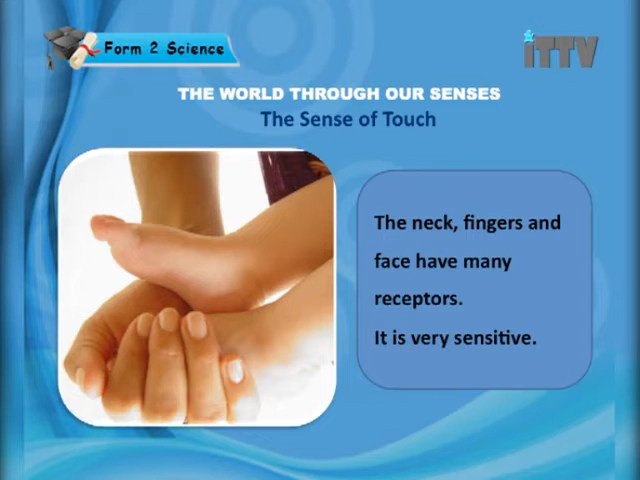 Form 2 Science
iTTV
THE WORLD THROUGH OUR SENSES
The Sense of Touch
The neck, fingers and
face have many
receptors.
It is very sensitive.